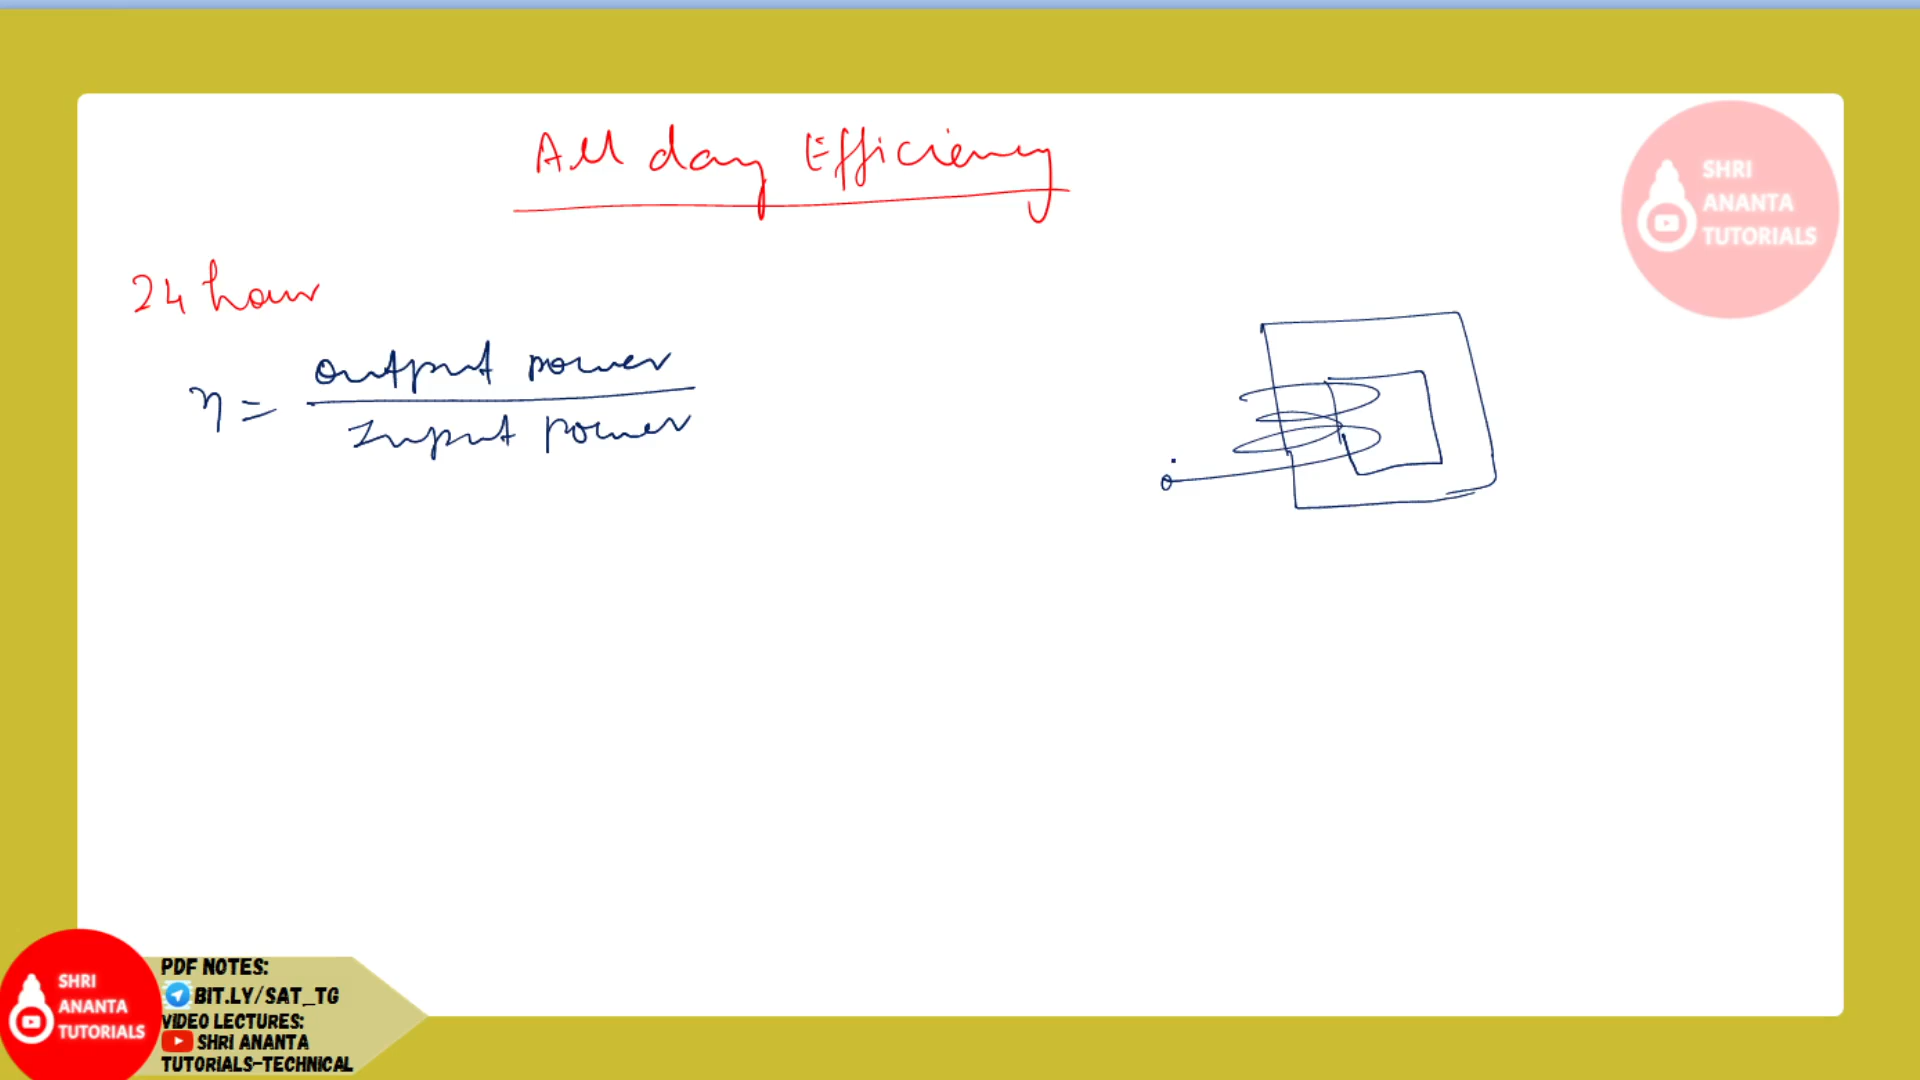 All day Efficiency
SHRI
ANANTA
TUTORIALS
24 hour
η = output power
Input power
SHRI
ANANTA
TUTORIALS
PDF NOTES:
BIT.LY/SAT_TG
VIDEO LECTURES:
SHRI ANANTA
TUTORIALS-TECHNICAL